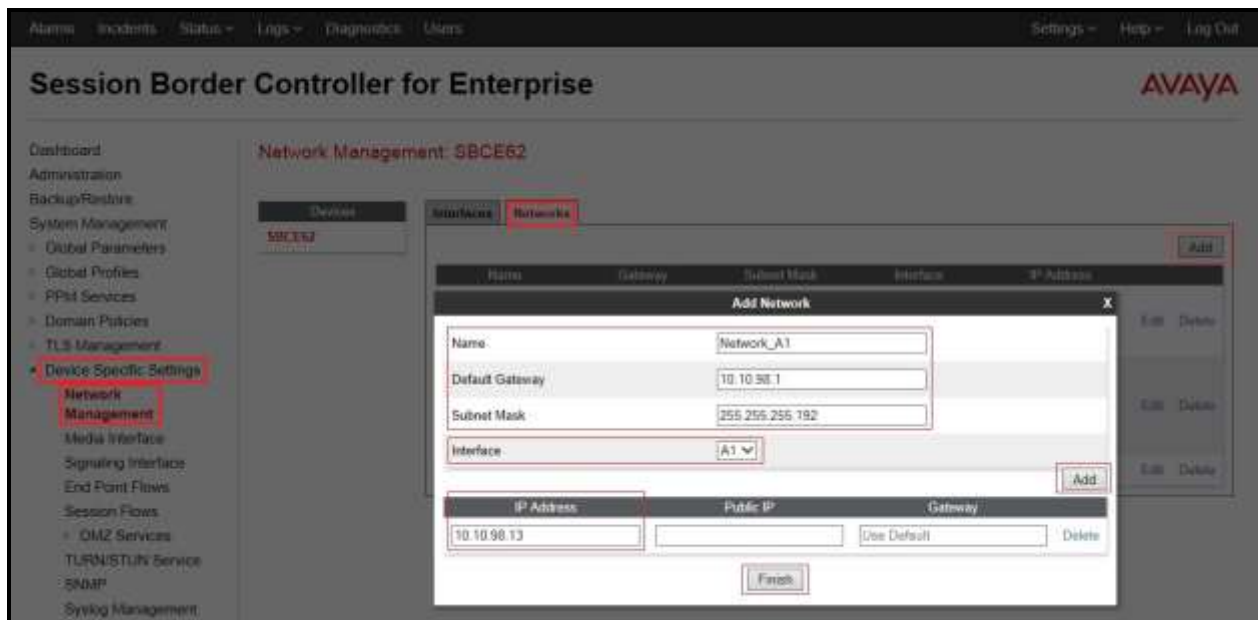 Alarms Incidents Status Logs Diagnostics Users Settings Help Log Out
Session Border Controller for Enterprise
AVAYA
Dashboard
Administration
Backup/Restore
System Management
Global Parameters
Global Profiles
PPM Services
Domain Policies
TLS Management
Device Specific Settings
Network
Management
Media Interface
Signaling Interface
End Point Flows
Session Flows
DMZ Services
TURN/STUN Service
SNMP
Syslog Management
Network Management: SBCE62
Devices
SBCE62
Interfaces Networks
Add
Name Gateway Subnet Mask Interface IP Address
Edit Delete
Edit Delete
Edit Delete
Add Network X
Name Network_A1
Default Gateway 10.10.98.1
Subnet Mask 255.255.255.192
Interface A1
Add
IP Address Public IP Gateway
10.10.98.13 Use Default Delete
Finish